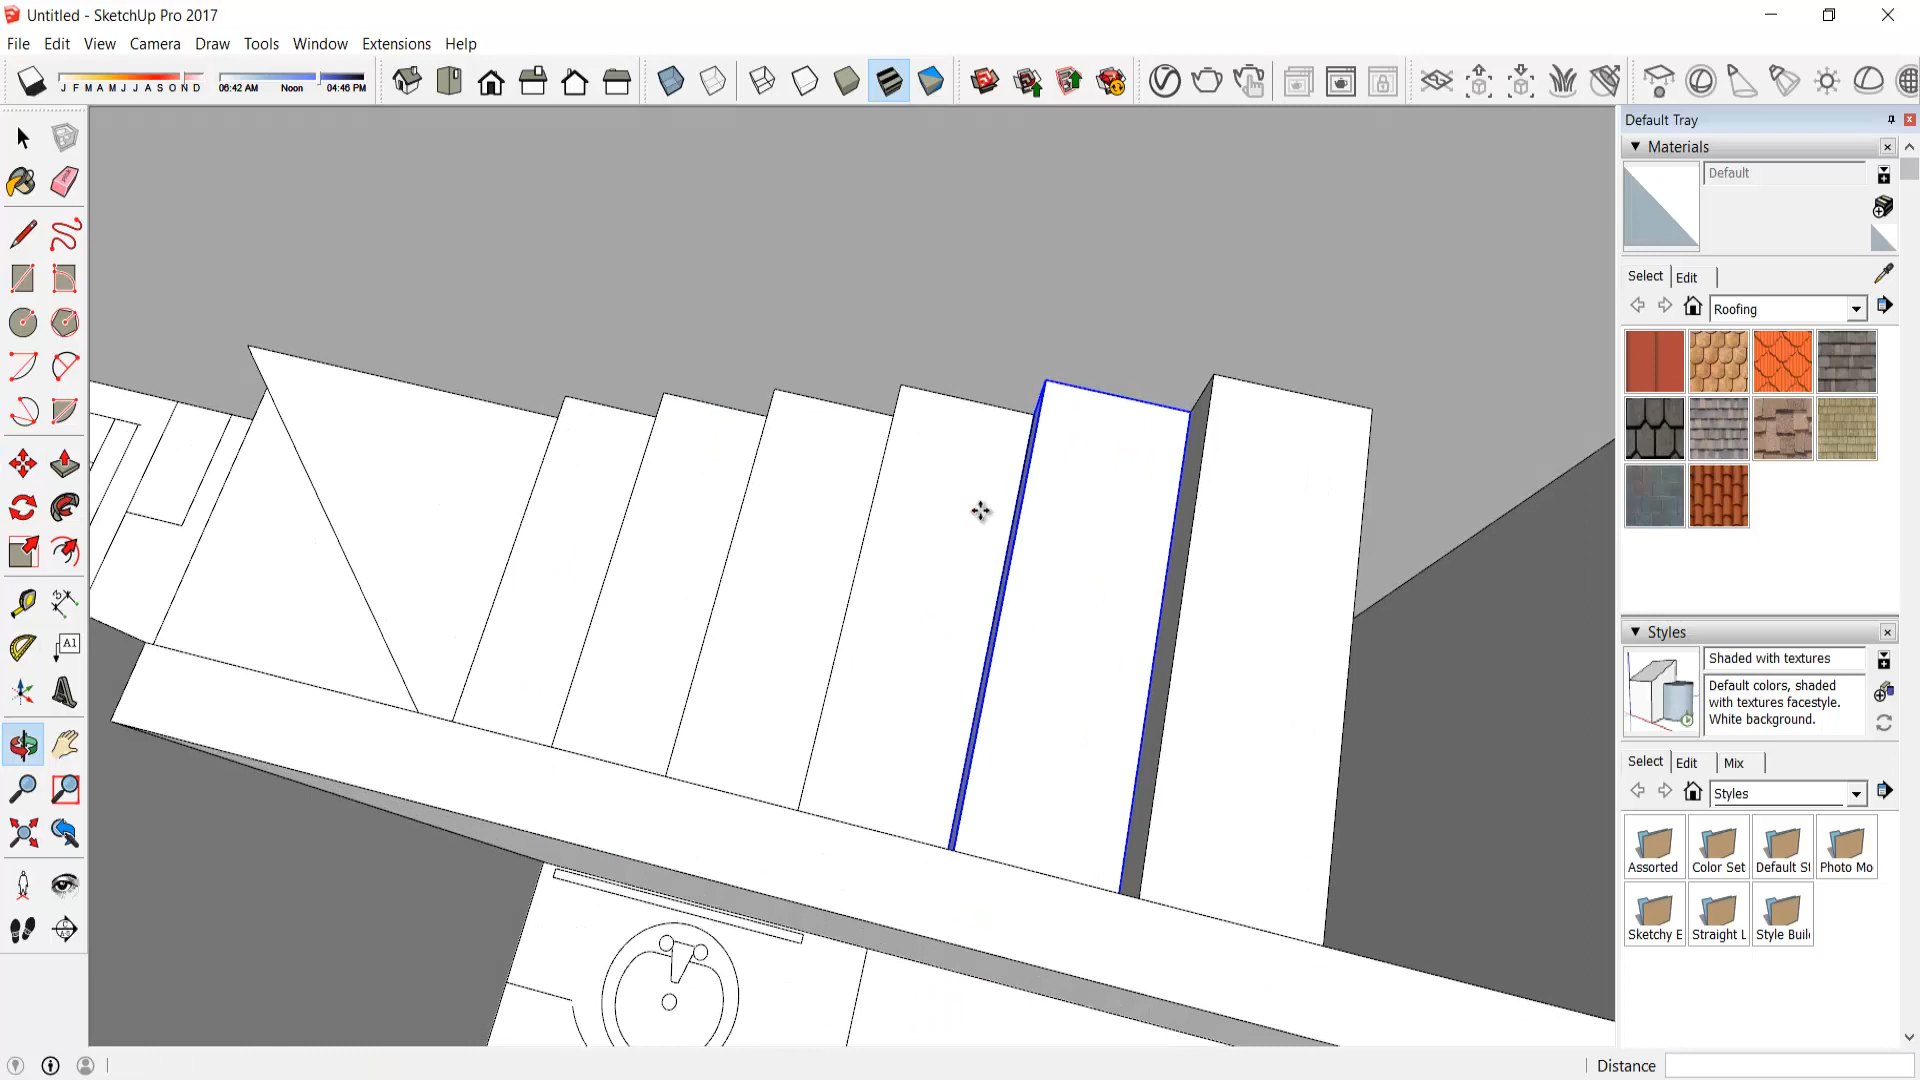 Untitled - SketchUp Pro 2017
File Edit View Camera Draw Tools Window Extensions Help
J F M A M J J A S O N D
06:42 AM Noon 04:46 PM
Default Tray
Materials
Default
Select Edit
Roofing
A1
Styles
Shaded with textures
Default colors, shaded
with textures facestyle.
White background.
Select Edit Mix
Styles
Assorted Color Set Default St Photo Mo
Sketchy E Straight L Style Buil
Distance